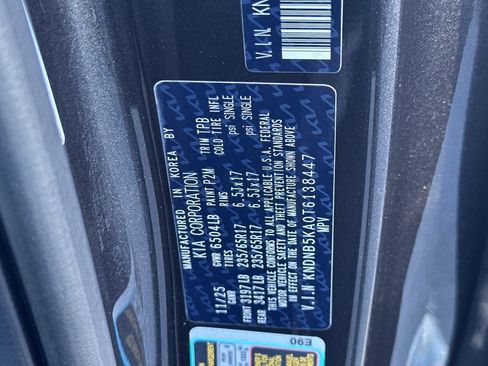 V.I.N KN
MANUFACTURED IN KOREA BY
KIA CORPORATION
11/25 GVWR 6504LB PAINT P2M TRIM TPB
GAWR TIRES RIMS COLD TIRE INFL
FRONT 3197LB 235/65R17 6.5Jx17 psi SINGLE
REAR 3417LB 235/65R17 6.5Jx17 psi SINGLE
THIS VEHICLE CONFORMS TO ALL APPLICABLE U.S.A. FEDERAL
MOTOR VEHICLE SAFETY AND THEFT PREVENTION STANDARDS
IN EFFECT ON THE DATE OF MANUFACTURE SHOWN ABOVE.
V.I.N KNDNB5KA0T6138447
MPV
E90